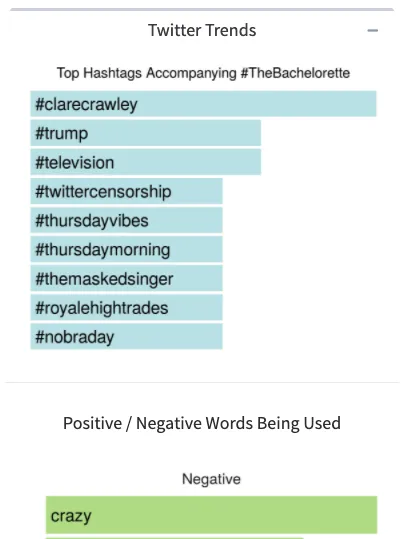 Twitter Trends
Top Hashtags Accompanying #TheBachelorette
#clarecrawley
#trump
#television
#twittercensorship
#thursdayvibes
#thursdaymorning
#themaskedsinger
#royalehightrades
#nobraday
Positive / Negative Words Being Used
Negative
crazy